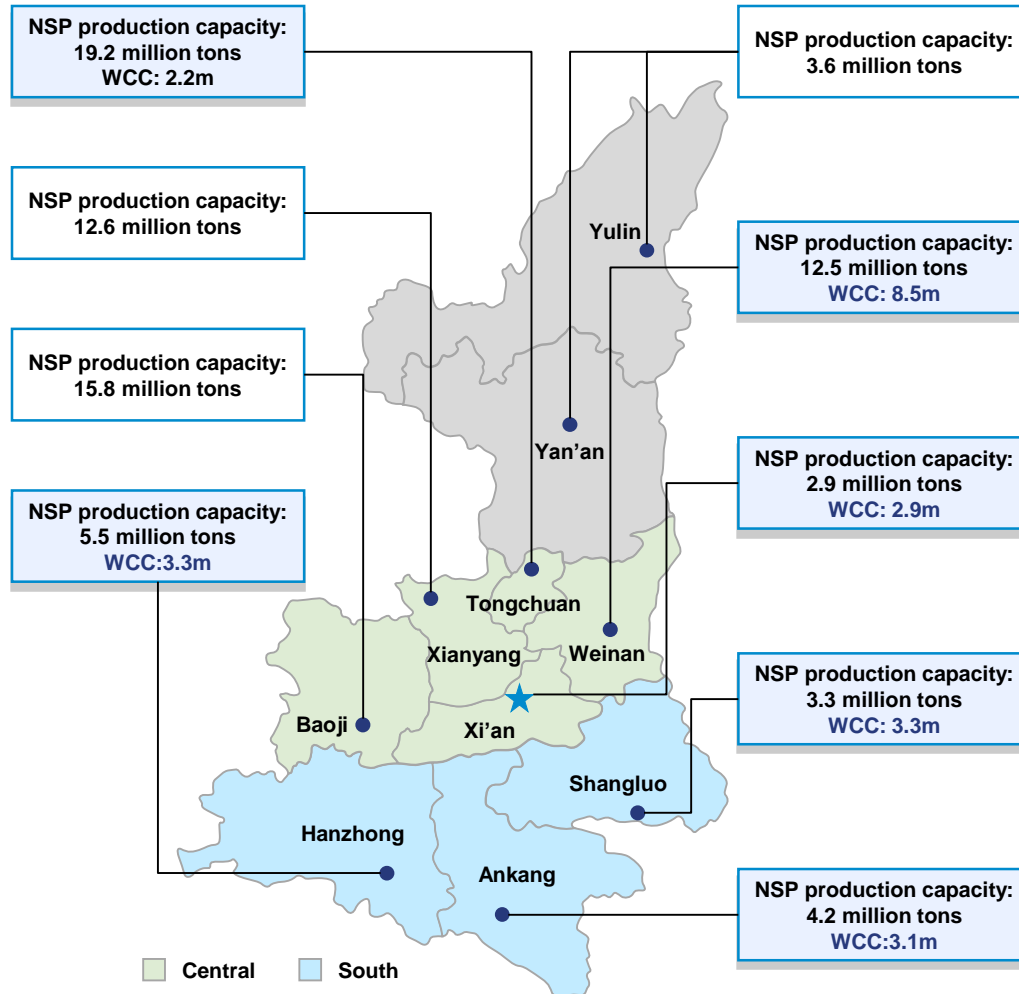 NSP production capacity:
19.2 million tons
WCC: 2.2m
NSP production capacity:
3.6 million tons
NSP production capacity:
12.6 million tons
Yulin
NSP production capacity:
12.5 million tons
WCC: 8.5m
NSP production capacity:
15.8 million tons
Yan’an
NSP production capacity:
2.9 million tons
WCC: 2.9m
NSP production capacity:
5.5 million tons
WCC:3.3m
Tongchuan
Xianyang
Weinan
Baoji
Xi’an
NSP production capacity:
3.3 million tons
WCC: 3.3m
Shangluo
Hanzhong
Ankang
NSP production capacity:
4.2 million tons
WCC:3.1m
Central
South